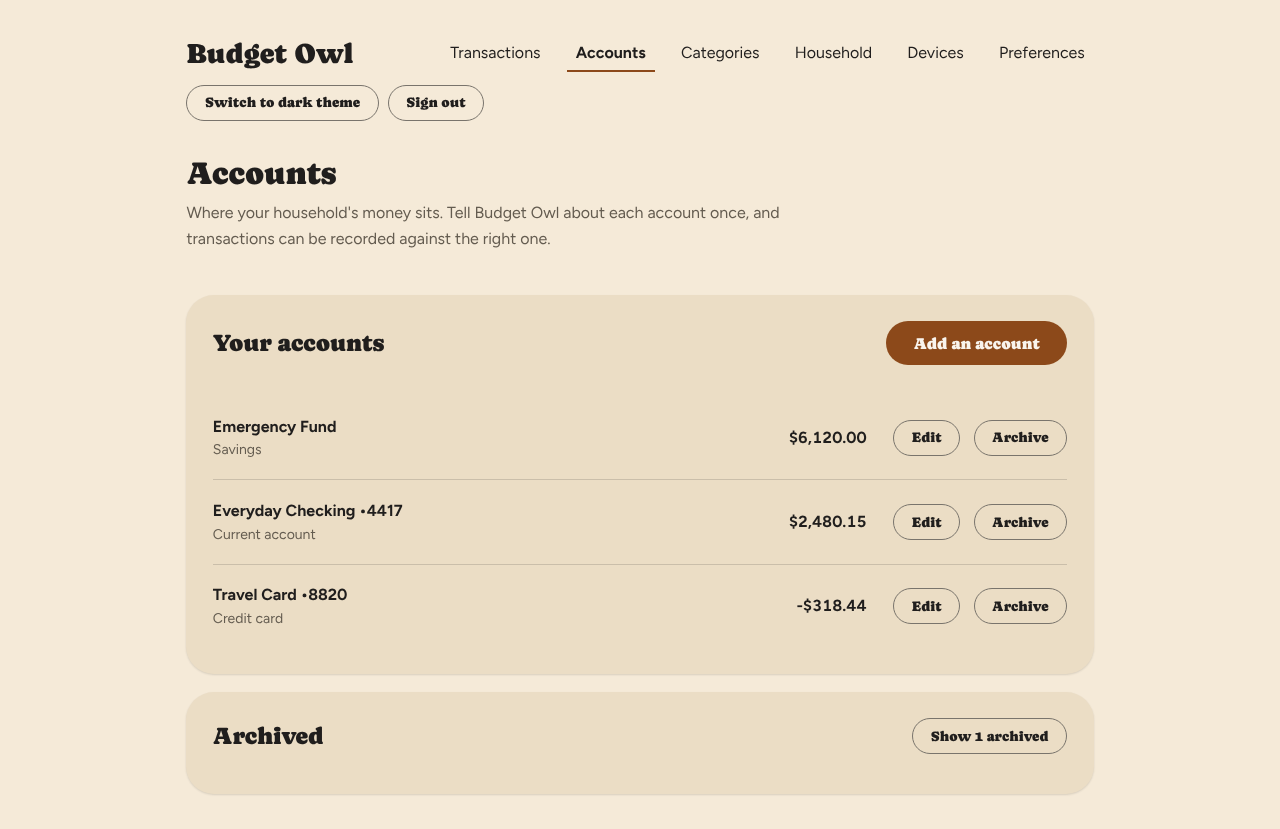 Budget Owl
Transactions Accounts Categories Household Devices Preferences
Switch to dark theme Sign out
Accounts
Where your household's money sits. Tell Budget Owl about each account once, and
transactions can be recorded against the right one.
Your accounts Add an account
Emergency Fund
Savings
$6,120.00 Edit Archive
Everyday Checking •4417
Current account
$2,480.15 Edit Archive
Travel Card •8820
Credit card
-$318.44 Edit Archive
Archived Show 1 archived